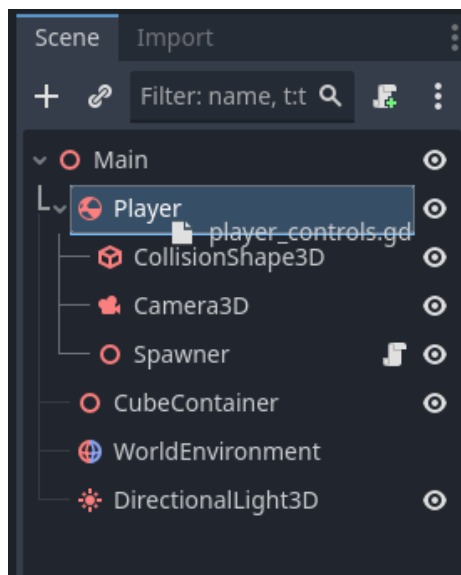 Scene Import
Filter: name, t:t
Main
Player
player_controls.gd
CollisionShape3D
Camera3D
Spawner
CubeContainer
WorldEnvironment
DirectionalLight3D